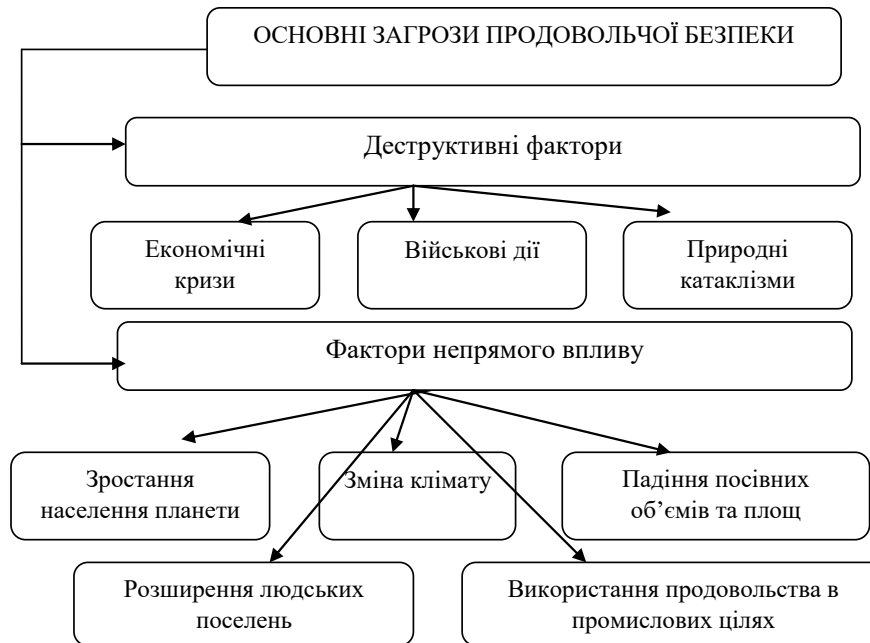 ОСНОВНІ ЗАГРОЗИ ПРОДОВОЛЬЧОЇ БЕЗПЕКИ
Деструктивні фактори
Економічні
кризи
Військові дії
Природні
катаклізми
Фактори непрямого впливу
Зростання
населення планети
Зміна клімату
Падіння посівних
об’ємів та площ
Розширення людських
поселень
Використання продовольства в
промислових цілях